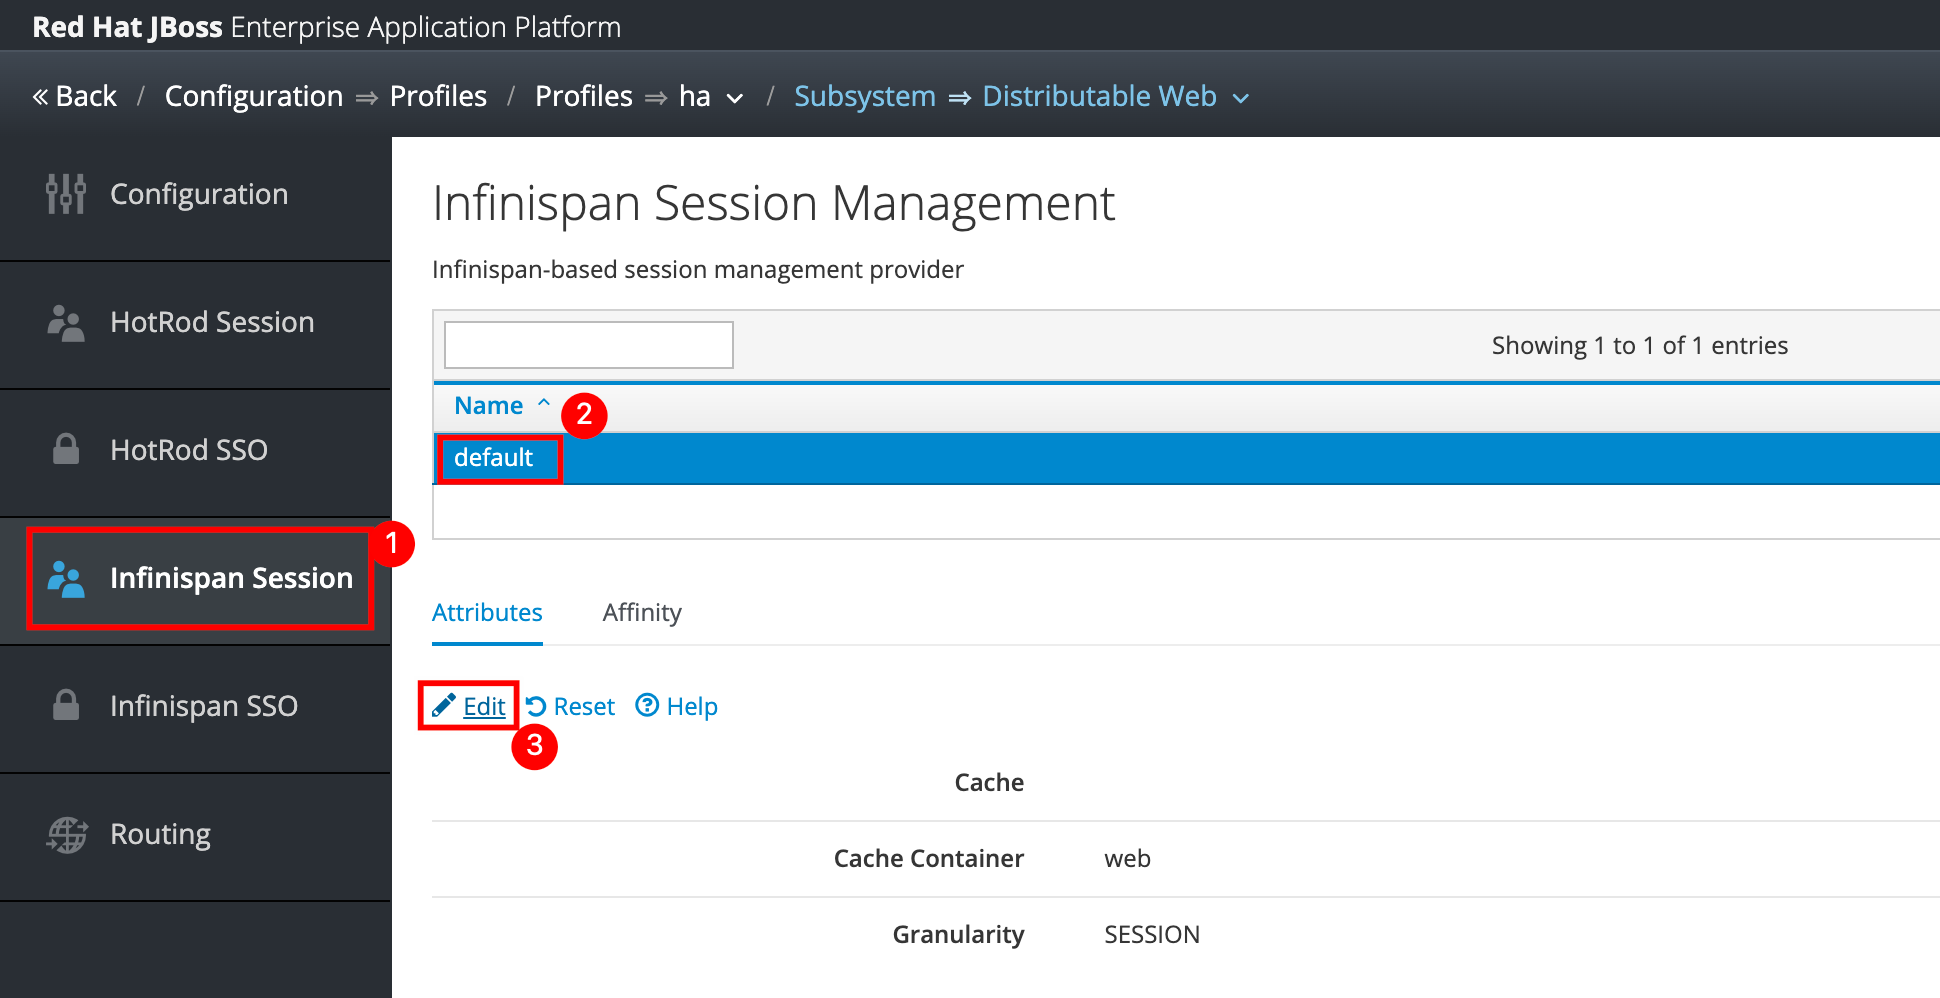 Red Hat JBoss Enterprise Application Platform
« Back / Configuration ⇒ Profiles / Profiles ⇒ ha / Subsystem ⇒ Distributable Web
Configuration
HotRod Session
HotRod SSO
Infinispan Session
1
Infinispan SSO
Routing
Infinispan Session Management
Infinispan-based session management provider
Showing 1 to 1 of 1 entries
Name
2
default
Attributes Affinity
Edit Reset Help
3
Cache
Cache Container web
Granularity SESSION